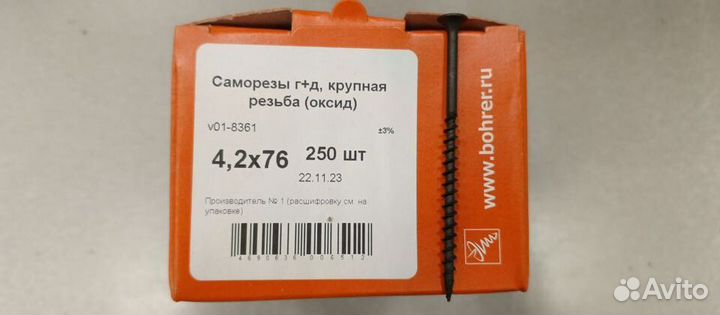 Саморезы г+д, крупная
резьба (оксид)
v01-8361
±3%
4,2x76 250 шт
22.11.23
Производитель № 1 (расшифровку см. на
упаковке)
4690636006512
www.bohrer.ru
Avito